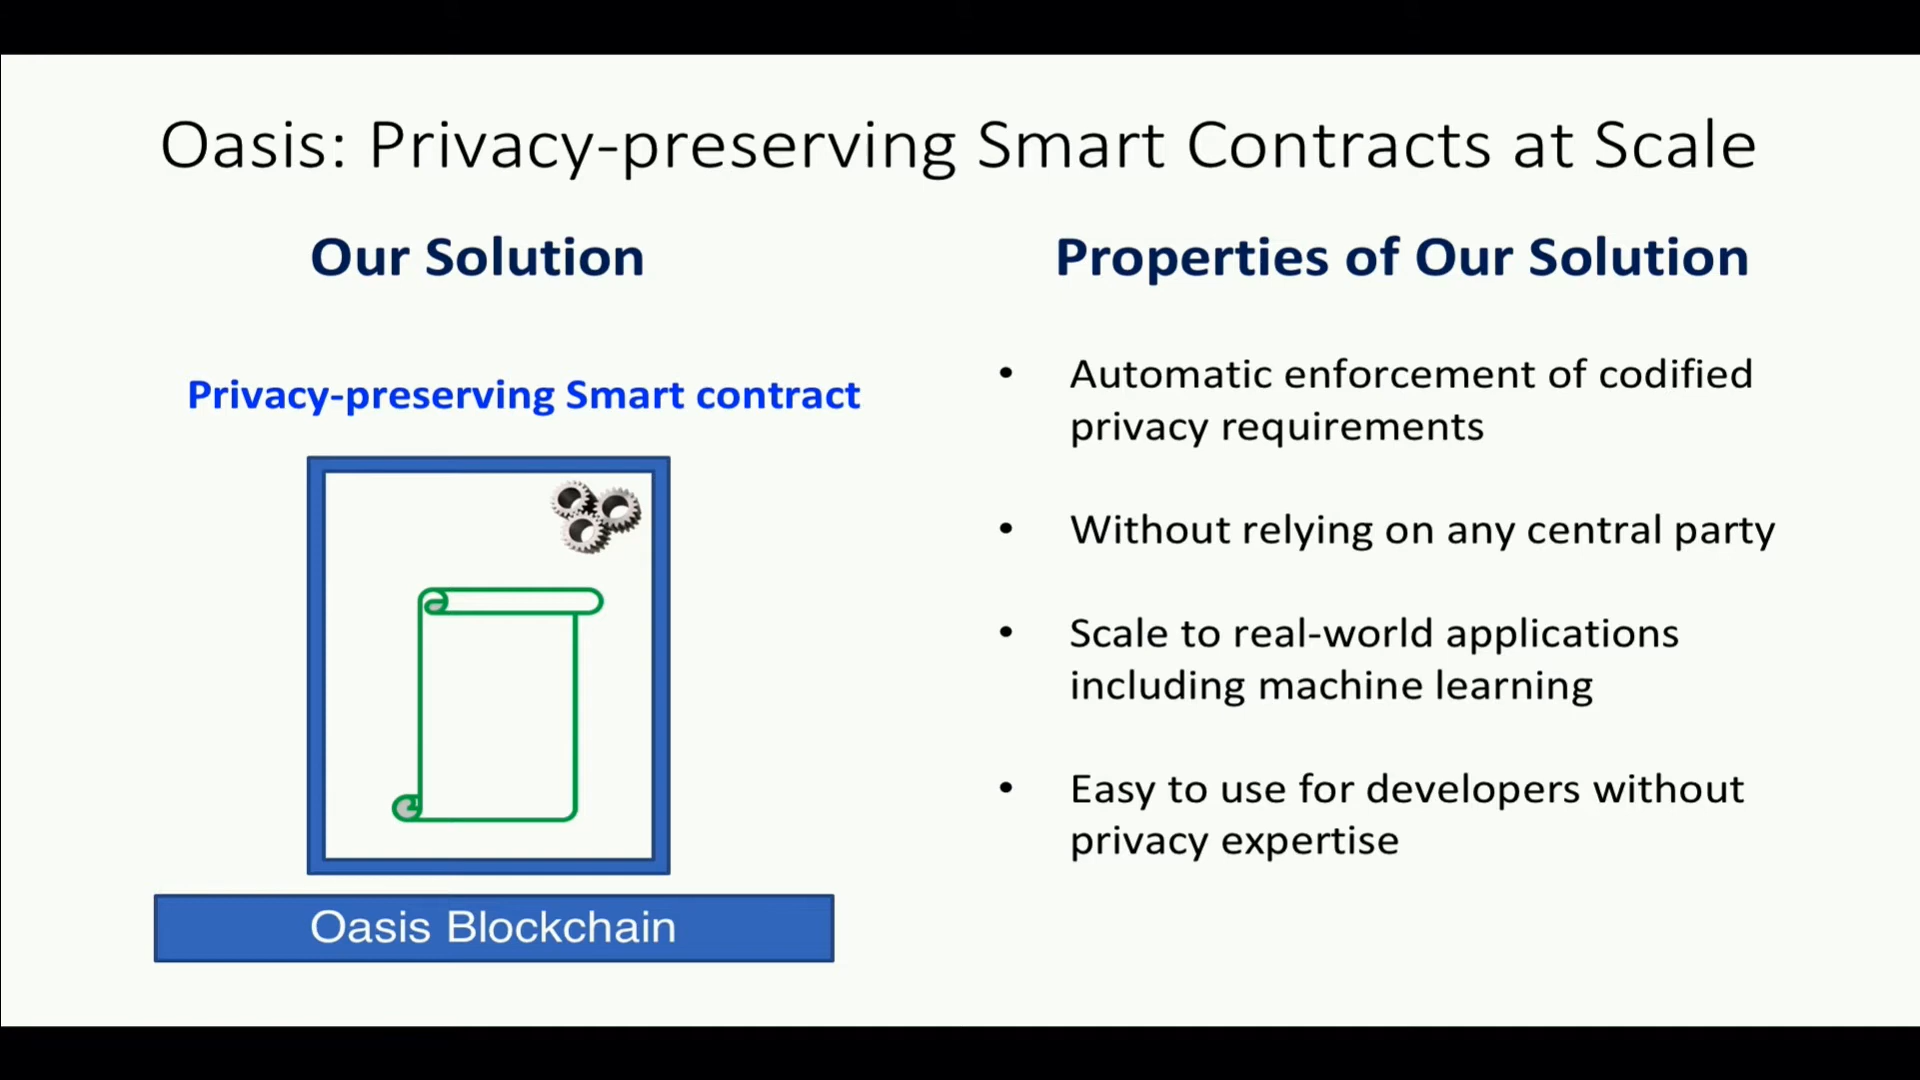 Oasis: Privacy-preserving Smart Contracts at Scale
Our Solution
Privacy-preserving Smart contract
Oasis Blockchain
Properties of Our Solution
• Automatic enforcement of codified
privacy requirements
• Without relying on any central party
• Scale to real-world applications
including machine learning
• Easy to use for developers without
privacy expertise